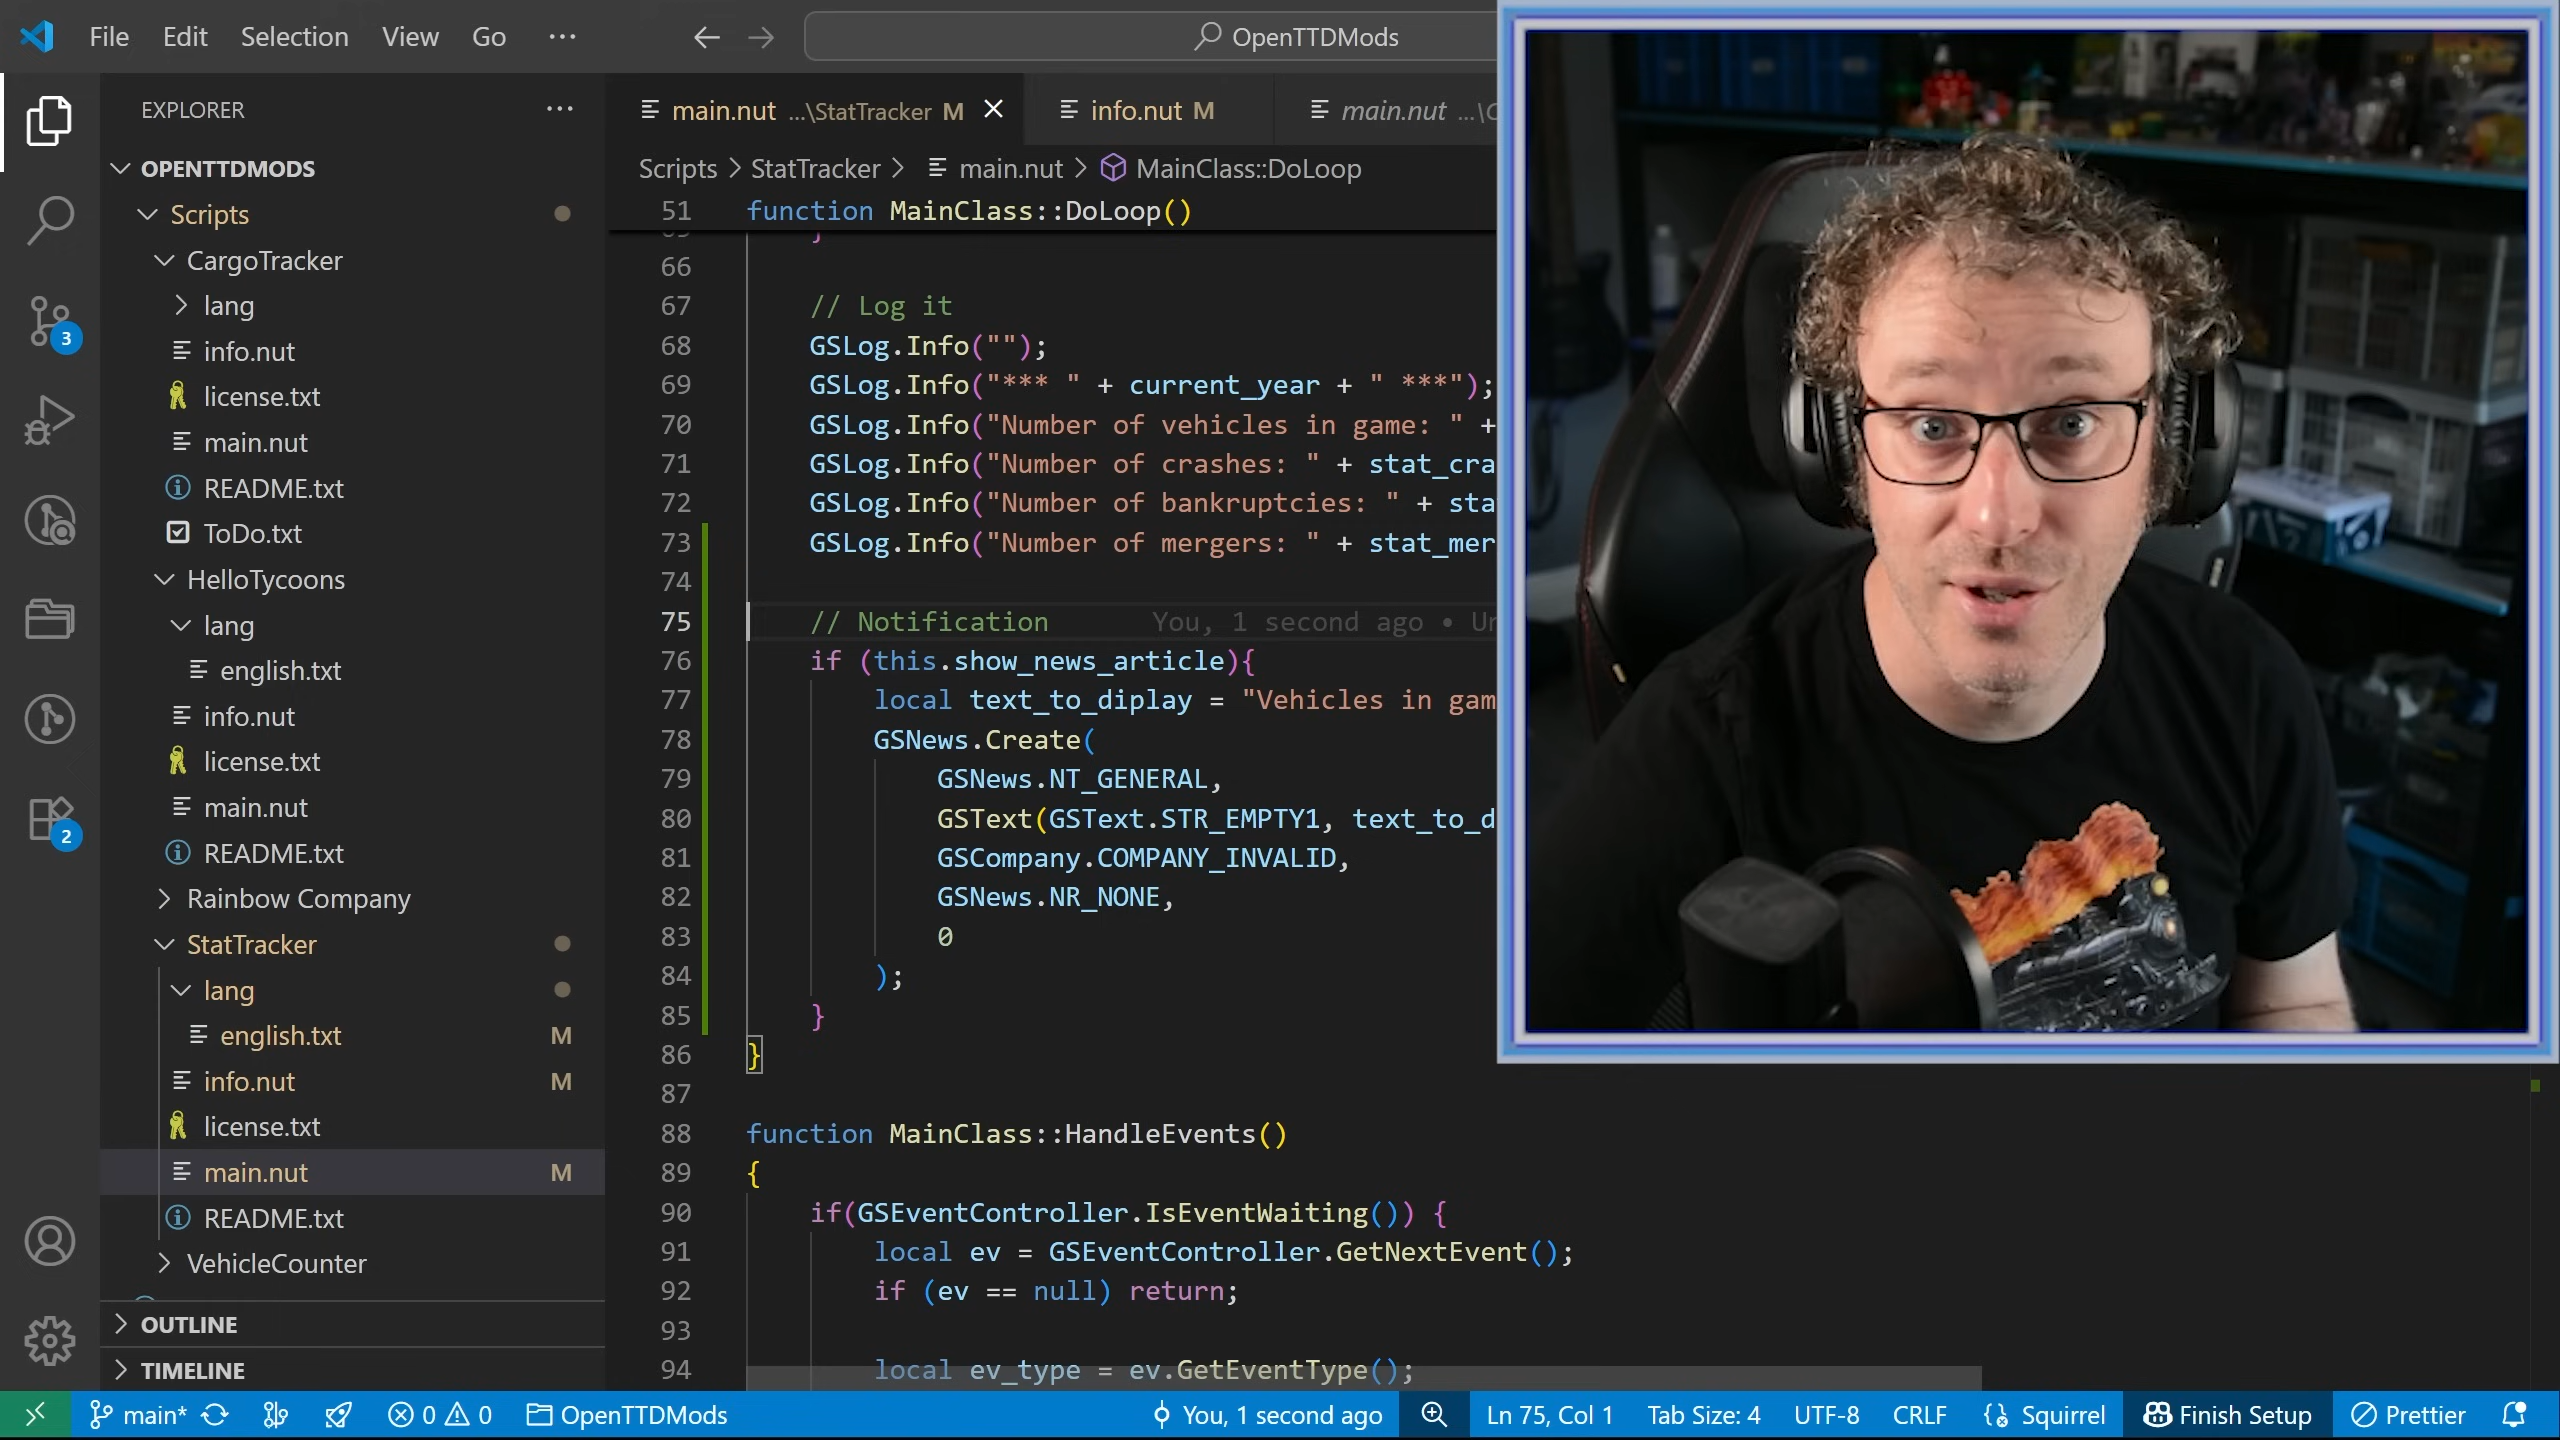 File Edit Selection View Go ···
OpenTTDMods
EXPLORER ···
OPENTTDMODS
Scripts
CargoTracker
lang
info.nut
license.txt
main.nut
README.txt
ToDo.txt
HelloTycoons
lang
english.txt
info.nut
license.txt
main.nut
README.txt
Rainbow Company
StatTracker
lang
english.txt M
info.nut M
license.txt
main.nut M
README.txt
VehicleCounter
OUTLINE
TIMELINE
3
2
main.nut ...\StatTracker M
info.nut M
main.nut ...\
Scripts > StatTracker > main.nut > MainClass::DoLoop
51 function MainClass::DoLoop()
66
67 // Log it
68 GSLog.Info("");
69 GSLog.Info("*** " + current_year + " ***");
70 GSLog.Info("Number of vehicles in game: " +
71 GSLog.Info("Number of crashes: " + stat_cra
72 GSLog.Info("Number of bankruptcies: " + sta
73 GSLog.Info("Number of mergers: " + stat_mer
74
75 // Notification You, 1 second ago • Un
76 if (this.show_news_article){
77 local text_to_diplay = "Vehicles in gam
78 GSNews.Create(
79 GSNews.NT_GENERAL,
80 GSText(GSText.STR_EMPTY1, text_to_d
81 GSCompany.COMPANY_INVALID,
82 GSNews.NR_NONE,
83 0
84 );
85 }
86 }
87
88 function MainClass::HandleEvents()
89 {
90 if(GSEventController.IsEventWaiting()) {
91 local ev = GSEventController.GetNextEvent();
92 if (ev == null) return;
93
94 local ev_type = ev.GetEventType();
main* 0 0 OpenTTDMods You, 1 second ago Ln 75, Col 1 Tab Size: 4 UTF-8 CRLF Squirrel Finish Setup Prettier